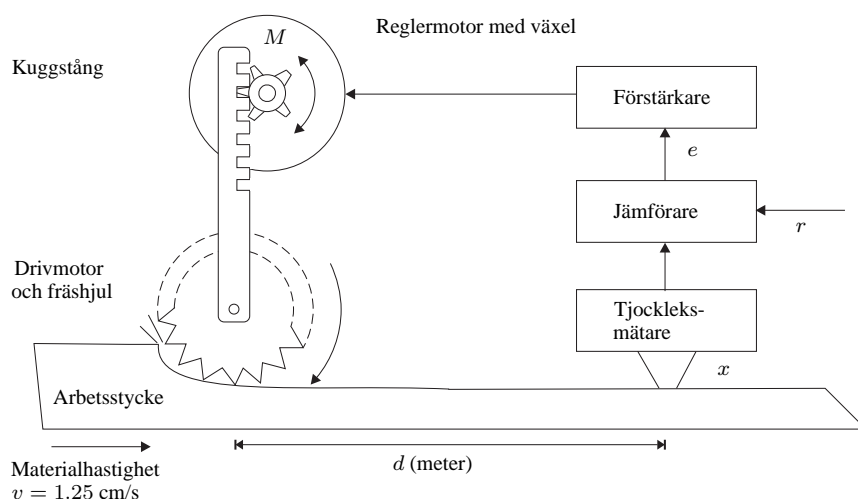 Reglermotor med växel
M
Kuggstång
Förstärkare
e
Jämförare
r
Drivmotor
och fräshjul
Tjockleks-
mätare
x
Arbetsstycke
d (meter)
Materialhastighet
v = 1.25 cm/s